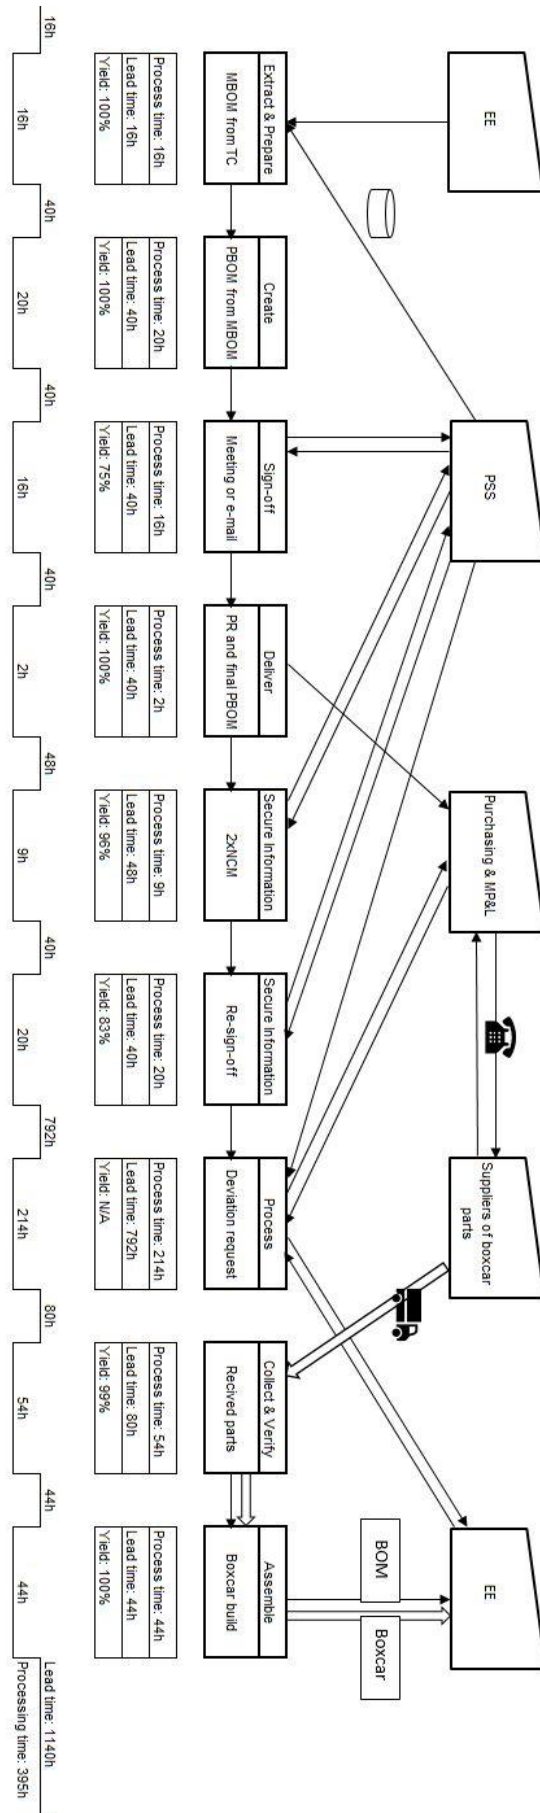 EE
PSS
Purchasing & MP&L
Suppliers of boxcar
parts
EE
BOM
Boxcar
Extract & Prepare
MBOM from TC
Create
PBOM from MBOM
Sign-off
Meeting or e-mail
Deliver
PR and final PBOM
Secure Information
2xNCM
Secure Information
Re-sign-off
Process
Deviation request
Collect & Verify
Recived parts
Assemble
Boxcar build
Process time: 16h
Lead time: 16h
Yield: 100%
Process time: 20h
Lead time: 40h
Yield: 100%
Process time: 16h
Lead time: 40h
Yield: 75%
Process time: 2h
Lead time: 40h
Yield: 100%
Process time: 9h
Lead time: 48h
Yield: 96%
Process time: 20h
Lead time: 40h
Yield: 83%
Process time: 214h
Lead time: 792h
Yield: N/A
Process time: 54h
Lead time: 80h
Yield: 99%
Process time: 44h
Lead time: 44h
Yield: 100%
16h
16h
40h
20h
40h
16h
40h
2h
48h
9h
40h
20h
792h
214h
80h
54h
44h
44h
Lead time: 1140h
Processing time: 395h